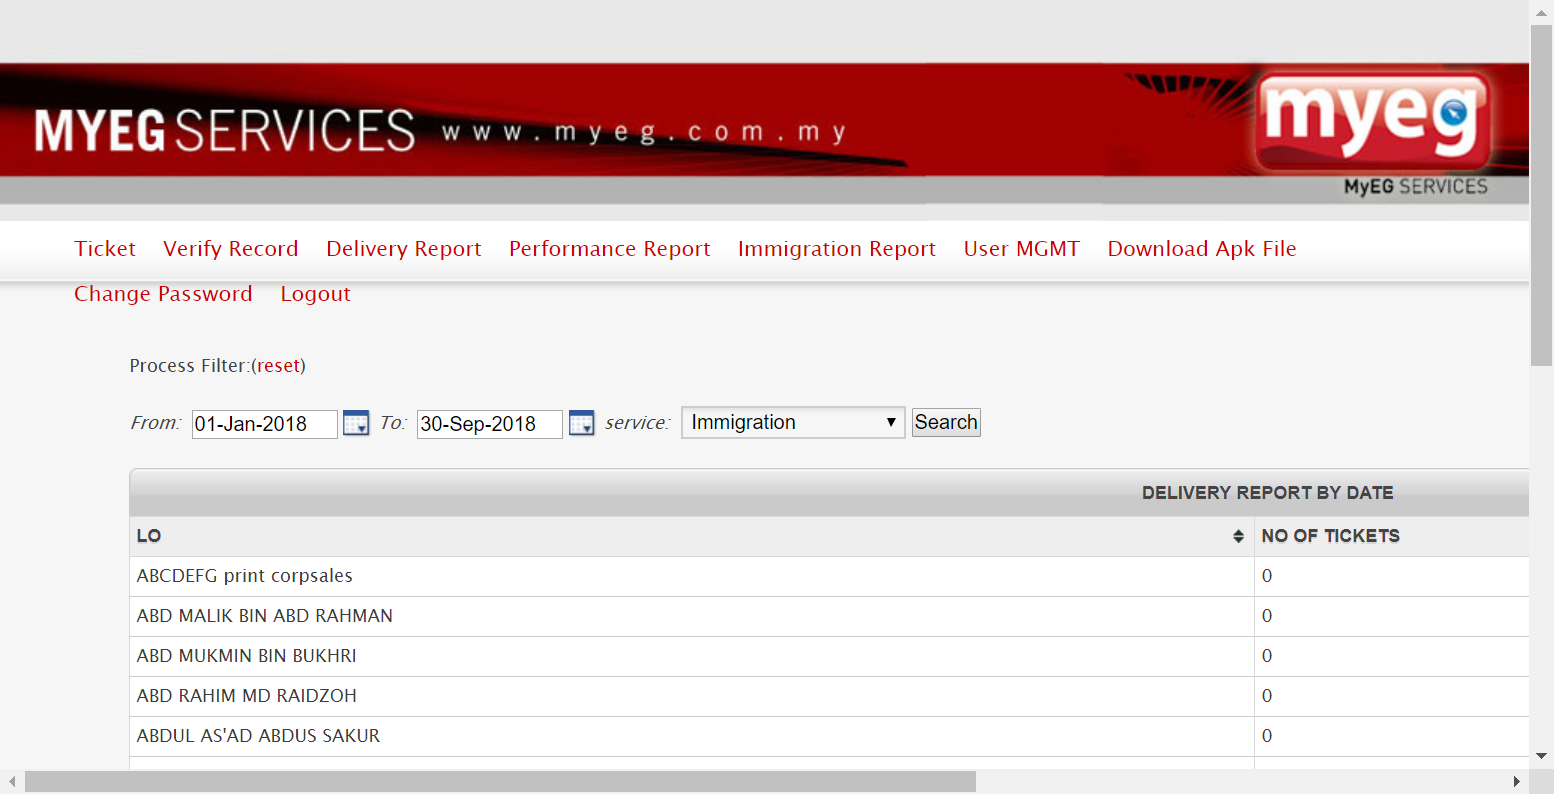 MYEG SERVICES www.myeg.com.my
myeg
MyEG SERVICES
Ticket Verify Record Delivery Report Performance Report Immigration Report User MGMT Download Apk File
Change Password Logout
Process Filter:(reset)
From: 01-Jan-2018 To: 30-Sep-2018 service: Immigration Search
DELIVERY REPORT BY DATE
LO NO OF TICKETS
ABCDEFG print corpsales 0
ABD MALIK BIN ABD RAHMAN 0
ABD MUKMIN BIN BUKHRI 0
ABD RAHIM MD RAIDZOH 0
ABDUL AS'AD ABDUS SAKUR 0